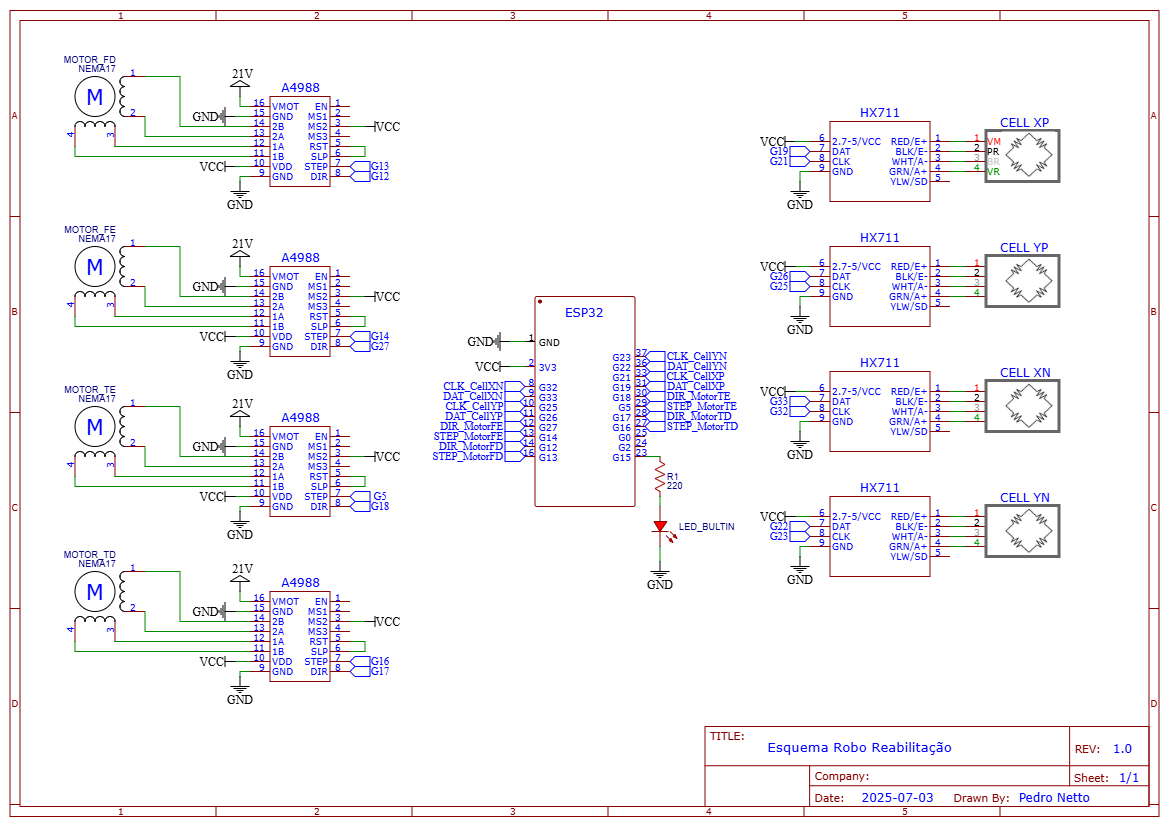 1 2 3 4 5
A
B
C
D
MOTOR_FD
NEMA17
M
1
2
3
4
21V
GND
VCC
GND
A4988
16 VMOT EN 1
15 GND MS1 2
14 2B MS2 3 VCC
13 2A MS3 4
12 1A RST 5
11 1B SLP 6
10 VDD STEP 7 G13
9 GND DIR 8 G12
MOTOR_FE
NEMA17
M
1
2
3
4
21V
GND
VCC
GND
A4988
16 VMOT EN 1
15 GND MS1 2
14 2B MS2 3 VCC
13 2A MS3 4
12 1A RST 5
11 1B SLP 6
10 VDD STEP 7 G14
9 GND DIR 8 G27
MOTOR_TE
NEMA17
M
1
2
3
4
21V
GND
VCC
GND
A4988
16 VMOT EN 1
15 GND MS1 2
14 2B MS2 3 VCC
13 2A MS3 4
12 1A RST 5
11 1B SLP 6
10 VDD STEP 7 G5
9 GND DIR 8 G18
MOTOR_TD
NEMA17
M
1
2
3
4
21V
GND
VCC
GND
A4988
16 VMOT EN 1
15 GND MS1 2
14 2B MS2 3 VCC
13 2A MS3 4
12 1A RST 5
11 1B SLP 6
10 VDD STEP 7 G16
9 GND DIR 8 G17
ESP32
GND 1 GND
VCC 2 3V3
CLK_CellXN 8 G32
DAT_CellXN 9 G33
CLK_CellYP 10 G25
DAT_CellYP 11 G26
DIR_MotorFE 12 G27
STEP_MotorFE 13 G14
DIR_MotorFD 14 G12
STEP_MotorFD 16 G13
G23 37 CLK_CellYN
G22 36 DAT_CellYN
G21 33 CLK_CellXP
G19 31 DAT_CellXP
G18 30 DIR_MotorTE
G5 29 STEP_MotorTE
G17 28 DIR_MotorTD
G16 27 STEP_MotorTD
G0 25
G2 24
G15 23
R1
220
LED_BULTIN
GND
HX711
VCC 6 2.7-5/VCC RED/E+ 1
G19 7 DAT BLK/E- 2
G21 8 CLK WHT/A- 3
9 GND GRN/A+ 4
YLW/SD 5
GND
CELL XP
1 VM
2 PR
3 BR
4 VR
HX711
VCC 6 2.7-5/VCC RED/E+ 1
G26 7 DAT BLK/E- 2
G25 8 CLK WHT/A- 3
9 GND GRN/A+ 4
YLW/SD 5
GND
CELL YP
1
2
3
4
HX711
VCC 6 2.7-5/VCC RED/E+ 1
G33 7 DAT BLK/E- 2
G32 8 CLK WHT/A- 3
9 GND GRN/A+ 4
YLW/SD 5
GND
CELL XN
1
2
3
4
HX711
VCC 6 2.7-5/VCC RED/E+ 1
G22 7 DAT BLK/E- 2
G23 8 CLK WHT/A- 3
9 GND GRN/A+ 4
YLW/SD 5
GND
CELL YN
1
2
3
4
A
B
C
D
TITLE:
Esquema Robo Reabilitação
REV: 1.0
Company:
Sheet: 1/1
Date: 2025-07-03 Drawn By: Pedro Netto
1 2 3 4 5